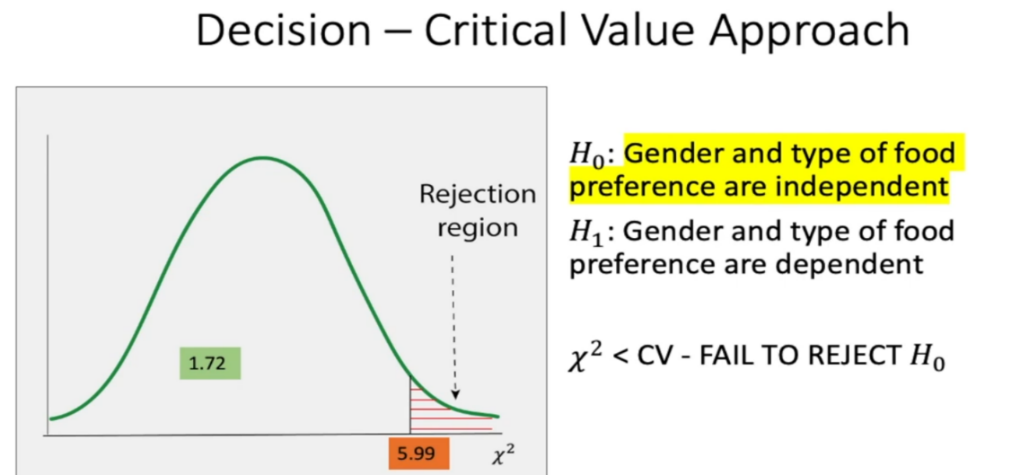 Decision – Critical Value Approach
Rejection
region
1.72
5.99
χ²
H₀: Gender and type of food
preference are independent
H₁: Gender and type of food
preference are dependent
χ² < CV - FAIL TO REJECT H₀